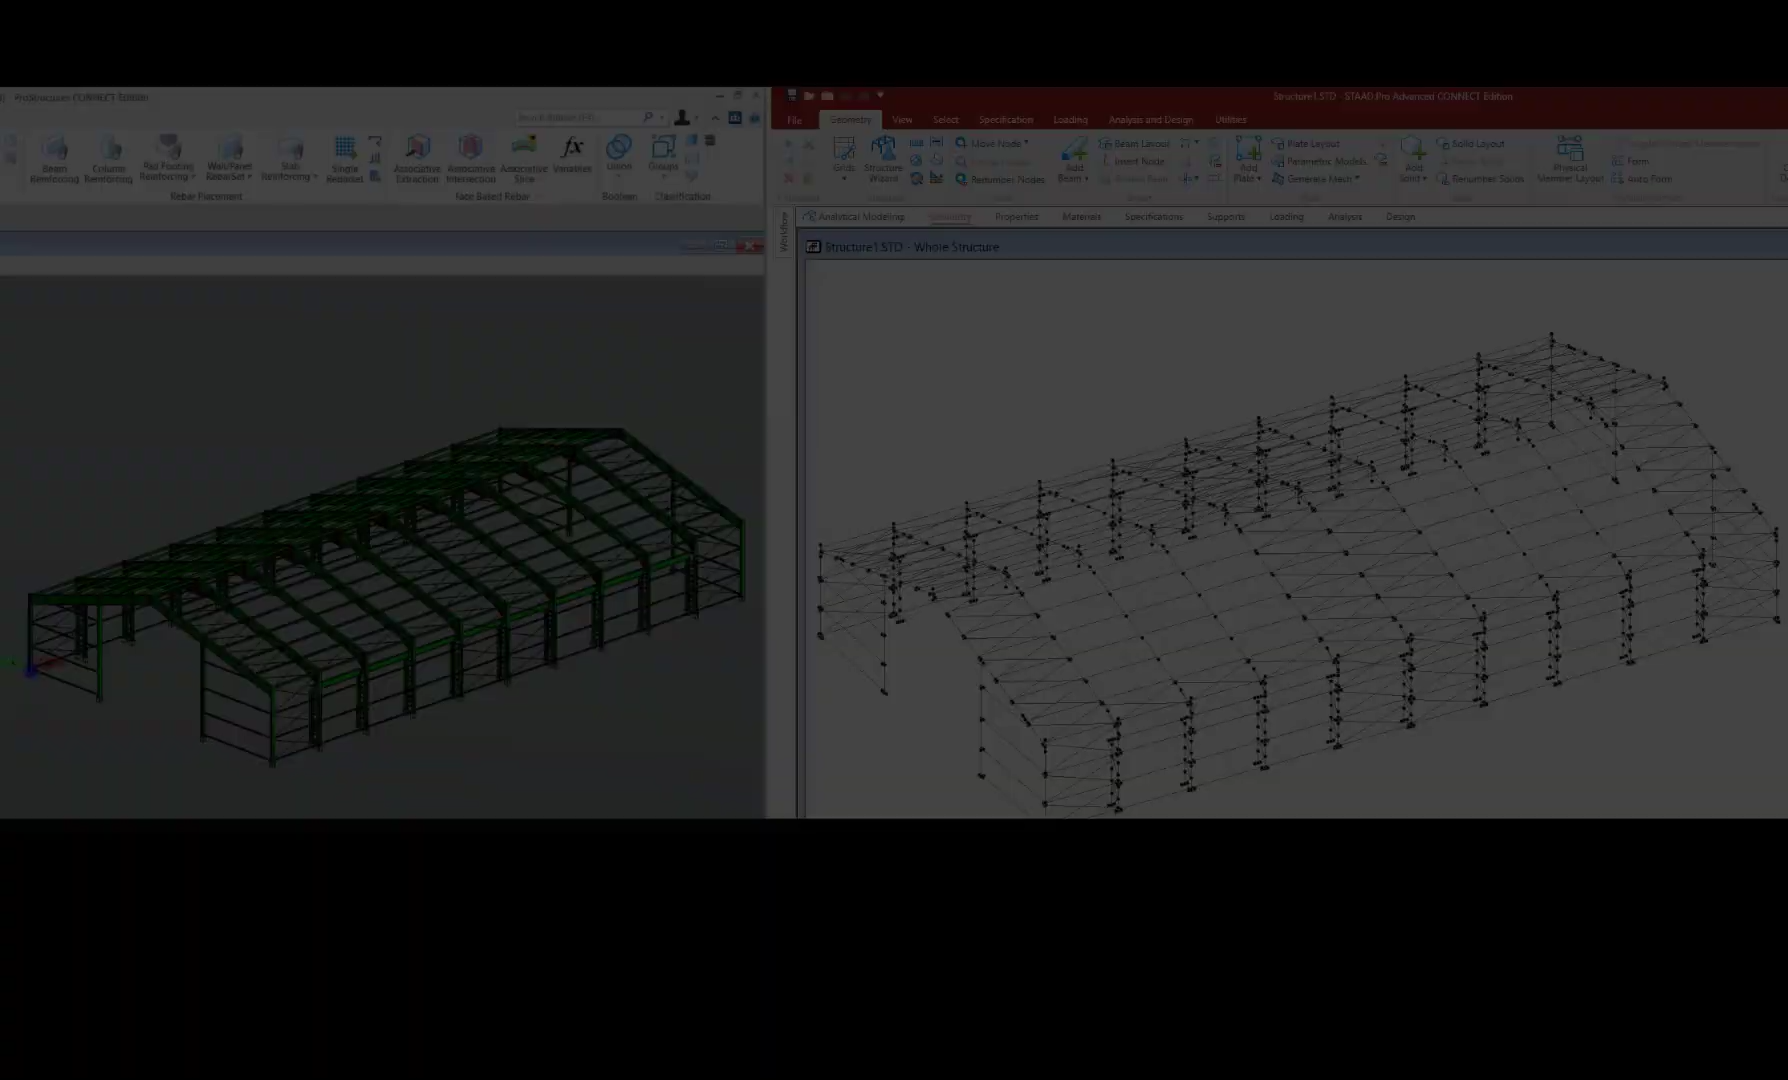 ProStructures CONNECT Edition
Beam Reinforcing
Column Reinforcing
Pad Footing Reinforcing
Wall/Panel RebarSet
Slab Reinforcing
Single Rebarset
Associative Extraction
Associative Intersection
Associative Slice
Variables
Union
Groups
Rebar Placement
Face Based Rebar
Boolean
Classification
Structure1.STD - STAAD.Pro Advanced CONNECT Edition
File Geometry View Select Specification Loading Analysis and Design Utilities
Grids
Structure Wizard
Move Node
Renumber Nodes
Add Beam
Beam Layout
Insert Node
Add Plate
Plate Layout
Parametric Models
Generate Mesh
Add Solid
Solid Layout
Renumber Solids
Physical Member Layout
Form
Auto Form
Workflow
Analytical Modeling Geometry Properties Materials Specifications Supports Loading Analysis Design
Structure1.STD - Whole Structure